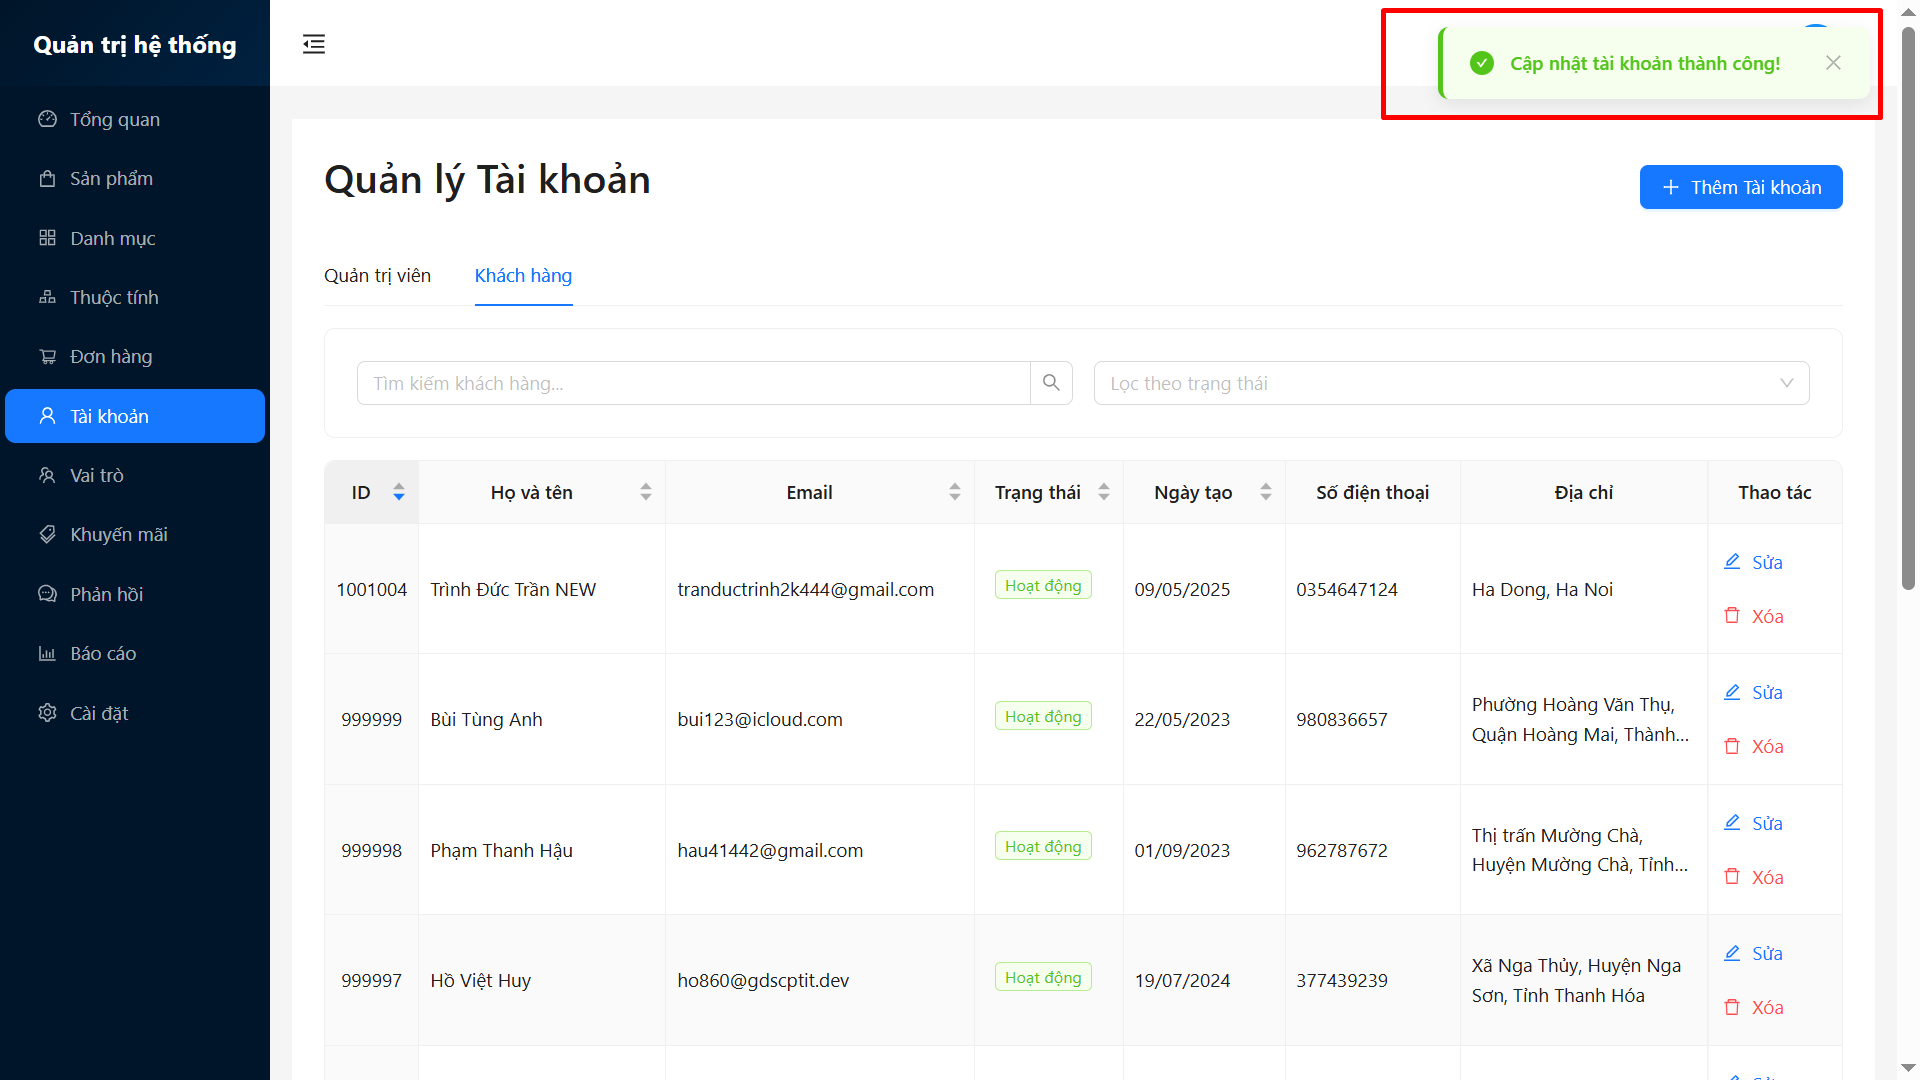 Quản trị hệ thống
Cập nhật tài khoản thành công!
Tổng quan
Sản phẩm
Danh mục
Thuộc tính
Đơn hàng
Tài khoản
Vai trò
Khuyến mãi
Phản hồi
Báo cáo
Cài đặt
Quản lý Tài khoản
Thêm Tài khoản
Quản trị viên Khách hàng
Tìm kiếm khách hàng... Lọc theo trạng thái
ID Họ và tên Email Trạng thái Ngày tạo Số điện thoại Địa chỉ Thao tác
1001004 Trình Đức Trần NEW tranductrinh2k444@gmail.com Hoạt động 09/05/2025 0354647124 Ha Dong, Ha Noi
Sửa
Xóa
999999 Bùi Tùng Anh bui123@icloud.com Hoạt động 22/05/2023 980836657
Phường Hoàng Văn Thụ,
Quận Hoàng Mai, Thành...
Sửa
Xóa
999998 Phạm Thanh Hậu hau41442@gmail.com Hoạt động 01/09/2023 962787672
Thị trấn Mường Chà,
Huyện Mường Chà, Tỉnh...
Sửa
Xóa
999997 Hồ Việt Huy ho860@gdscptit.dev Hoạt động 19/07/2024 377439239
Xã Nga Thủy, Huyện Nga
Sơn, Tỉnh Thanh Hóa
Sửa
Xóa